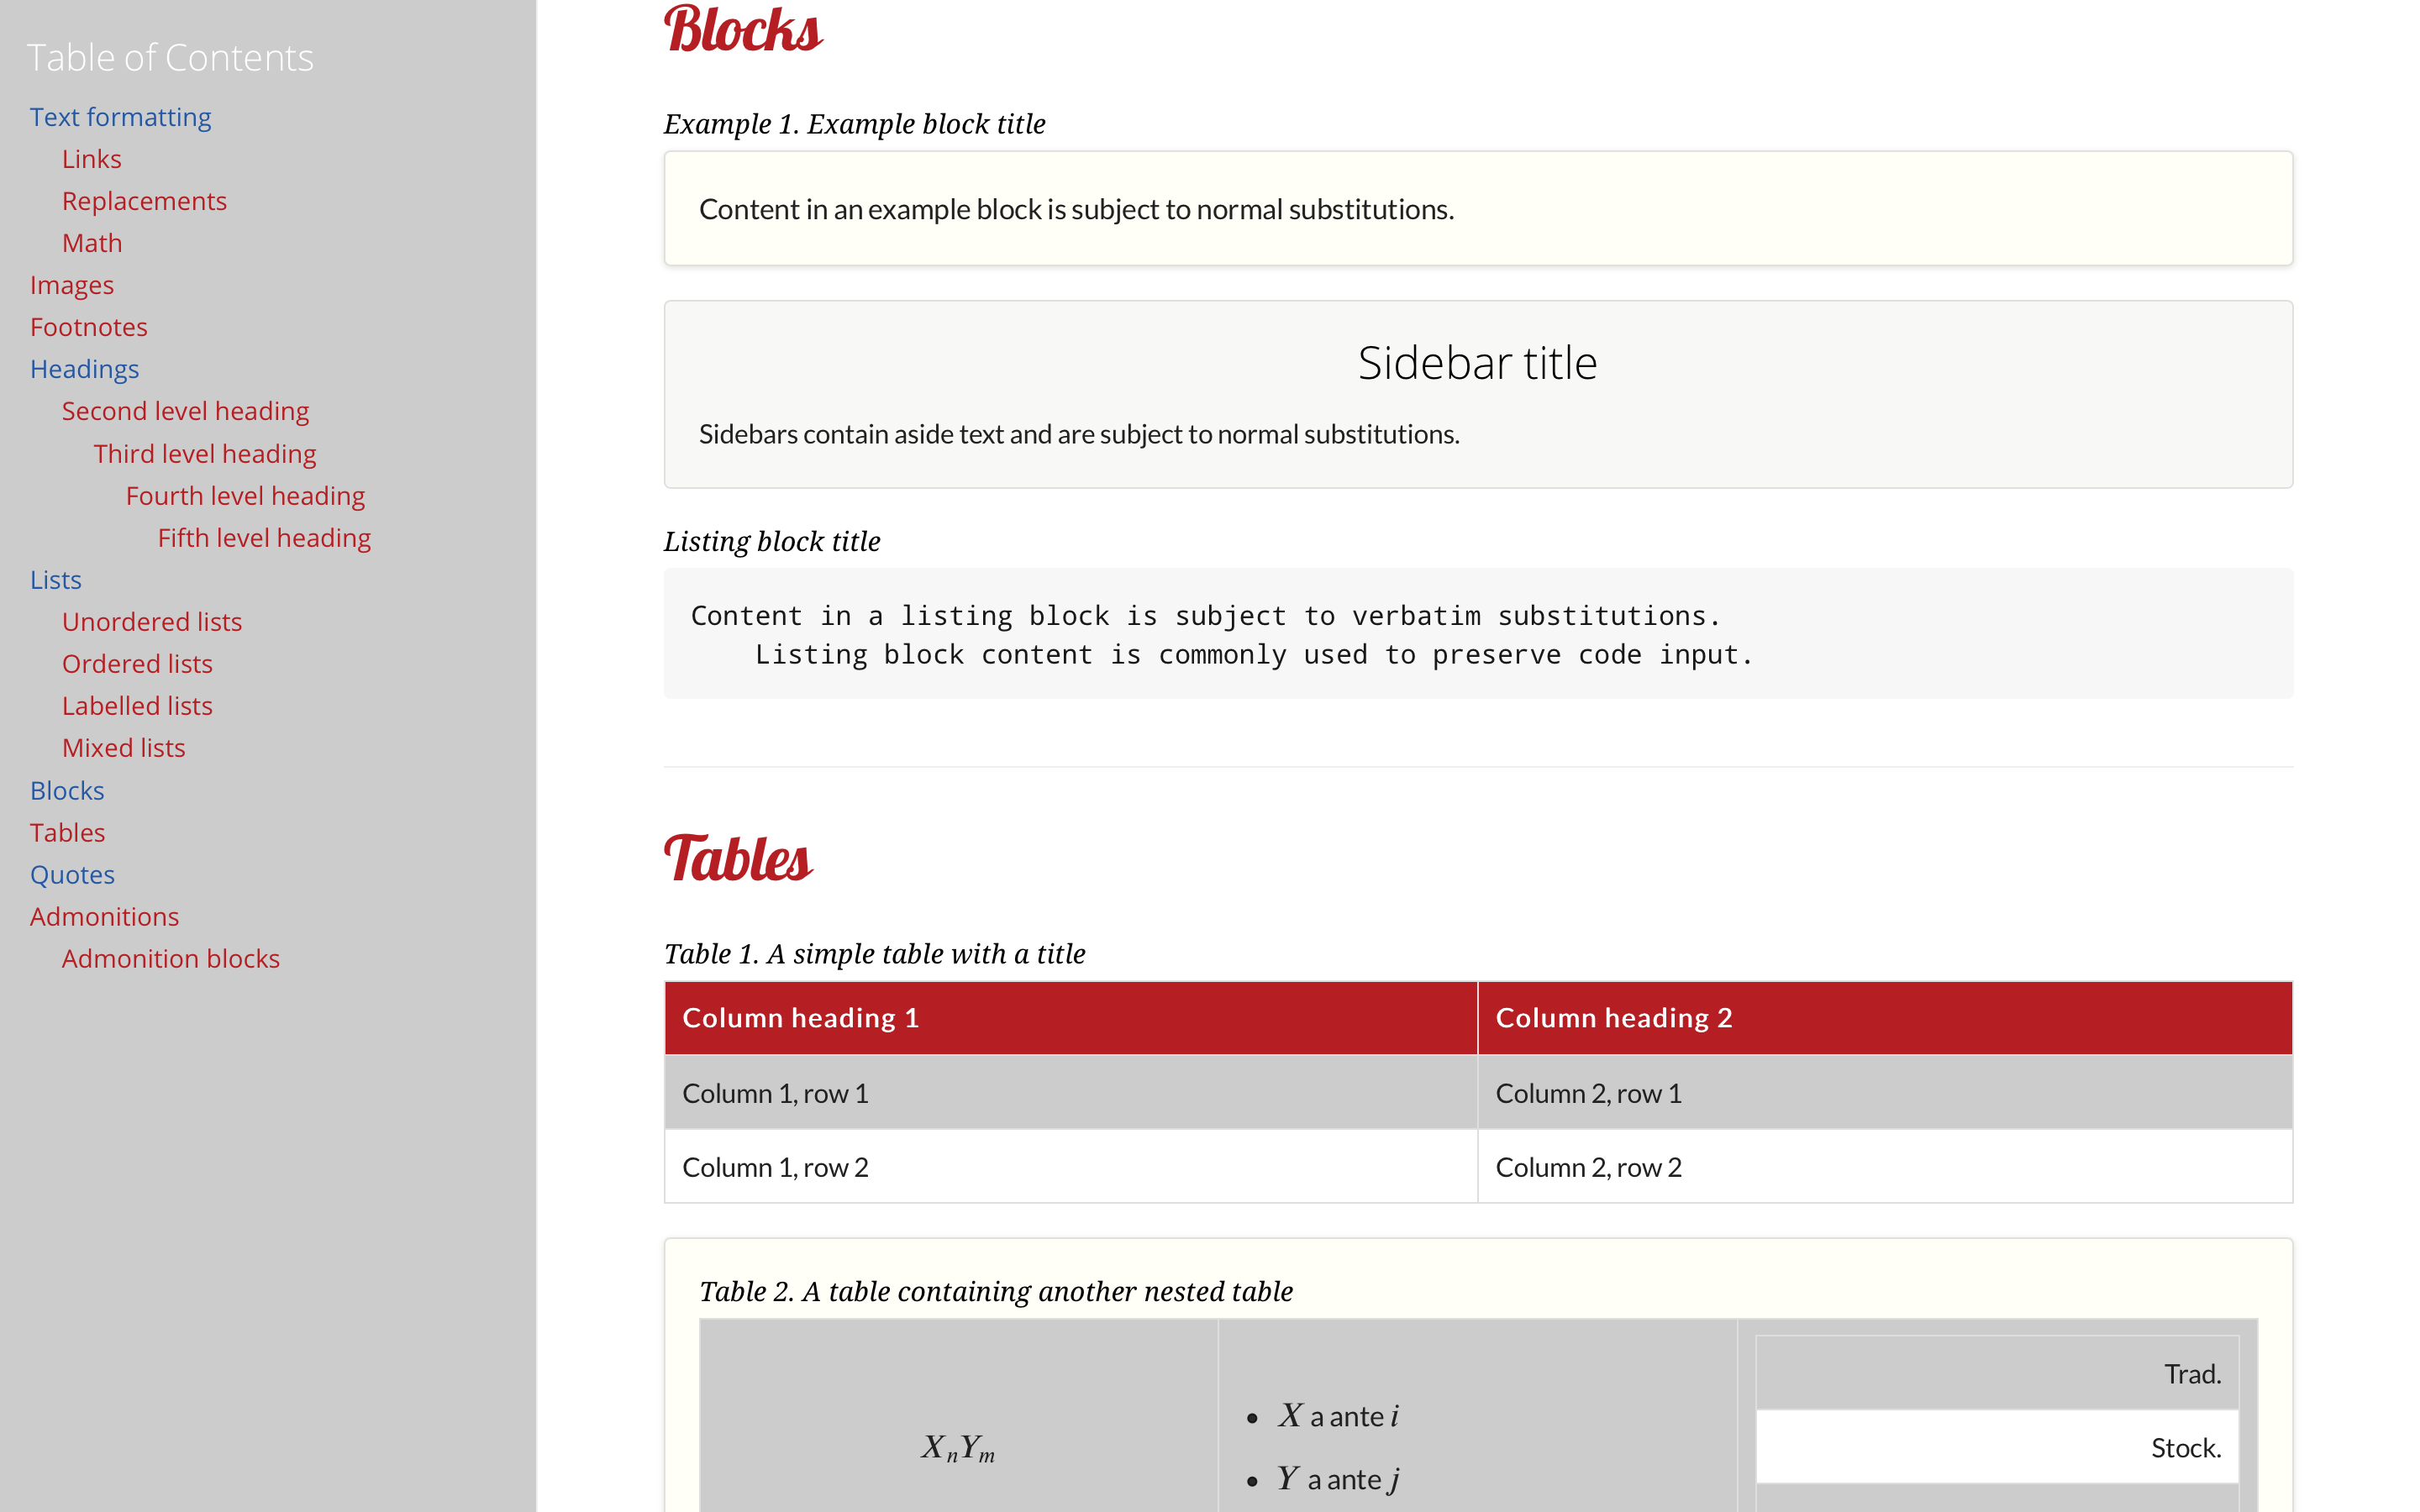 Table of Contents
Text formatting
Links
Replacements
Math
Images
Footnotes
Headings
Second level heading
Third level heading
Fourth level heading
Fifth level heading
Lists
Unordered lists
Ordered lists
Labelled lists
Mixed lists
Blocks
Tables
Quotes
Admonitions
Admonition blocks
Blocks
Example 1. Example block title
Content in an example block is subject to normal substitutions.
Sidebar title
Sidebars contain aside text and are subject to normal substitutions.
Listing block title
Content in a listing block is subject to verbatim substitutions.
Listing block content is commonly used to preserve code input.
Tables
Table 1. A simple table with a title
Column heading 1 Column heading 2
Column 1, row 1 Column 2, row 1
Column 1, row 2 Column 2, row 2
Table 2. A table containing another nested table
XₙYₘ
• X a ante i
• Y a ante j
Trad.
Stock.